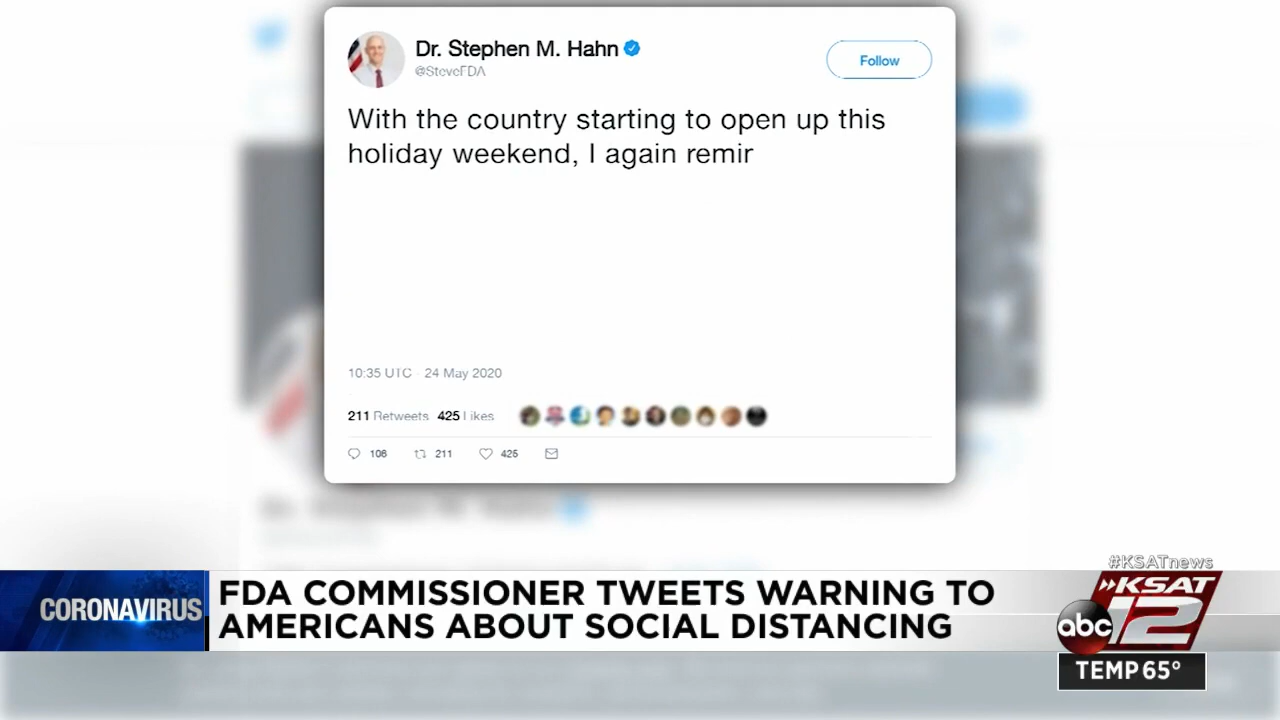 Dr. Stephen M. Hahn
@SteveFDA
Follow
With the country starting to open up this
holiday weekend, I again remir
10:35 UTC - 24 May 2020
211 Retweets 425 Likes
106 211 425
#KSATnews
CORONAVIRUS
FDA COMMISSIONER TWEETS WARNING TO
AMERICANS ABOUT SOCIAL DISTANCING
KSAT
abc 12
TEMP 65°